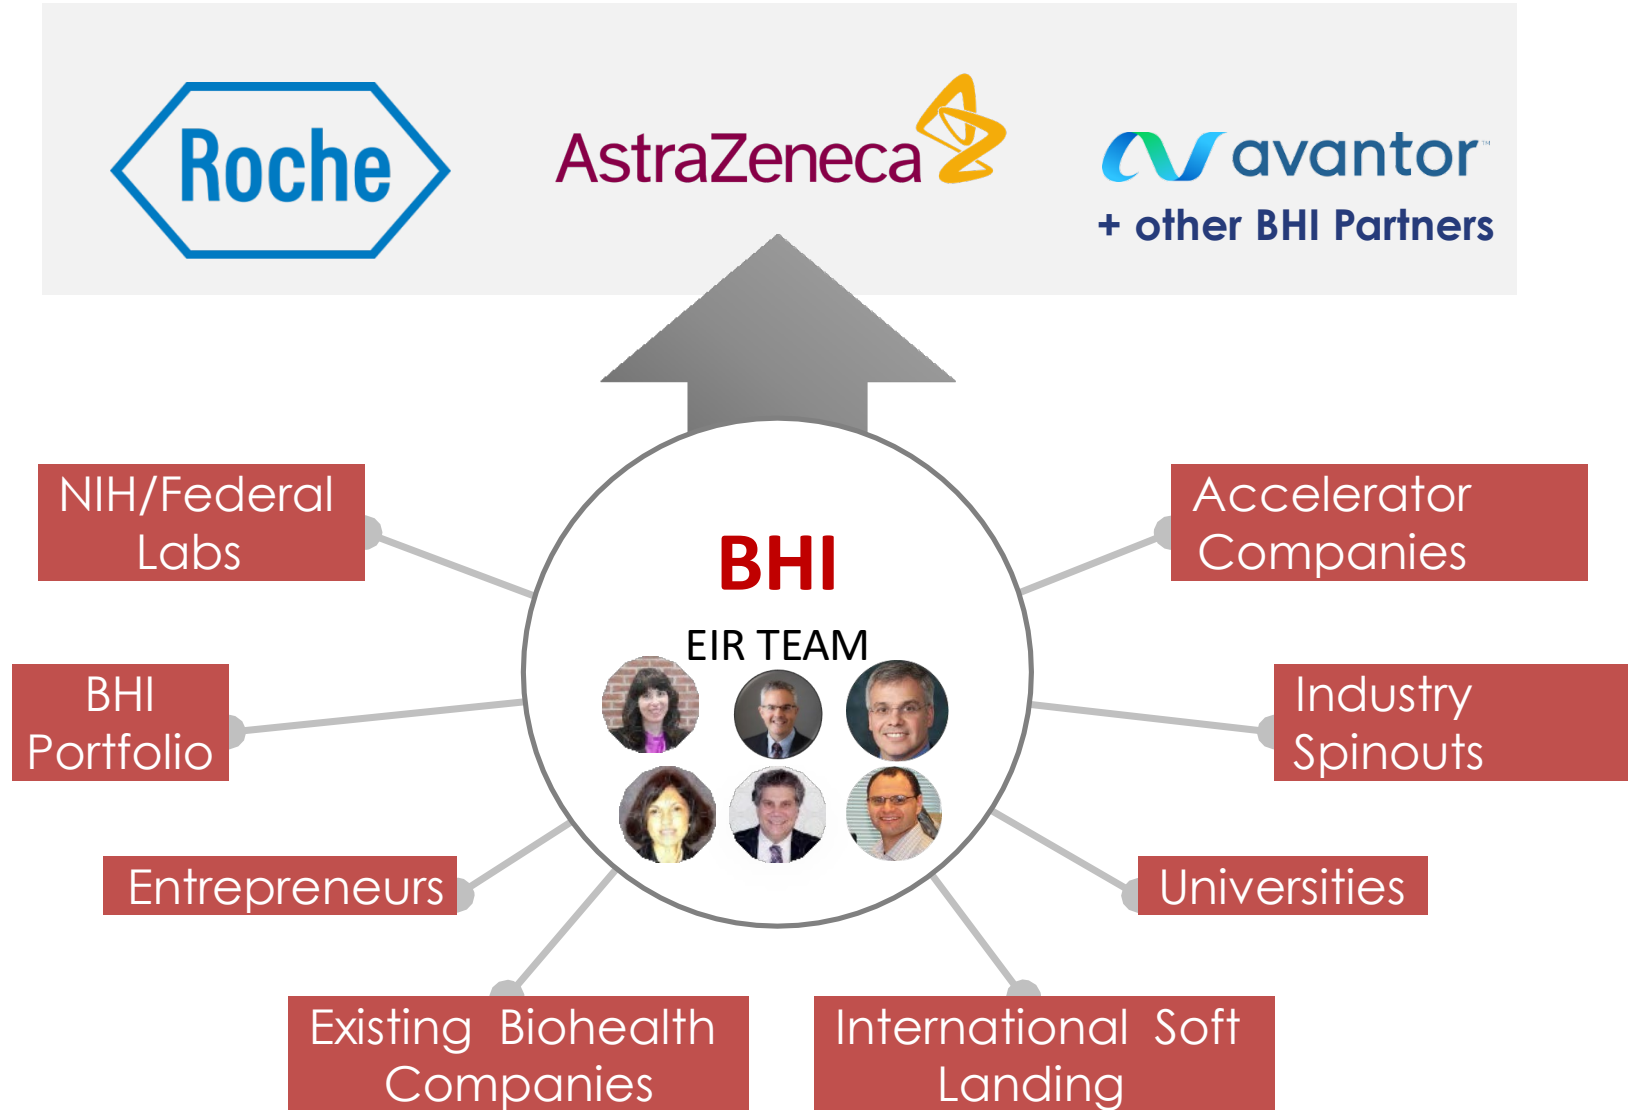 Roche
AstraZeneca
avantor™
+ other BHI Partners
NIH/Federal
Labs
Accelerator
Companies
BHI
EIR TEAM
BHI
Portfolio
Industry
Spinouts
Entrepreneurs
Universities
Existing Biohealth
Companies
International Soft
Landing